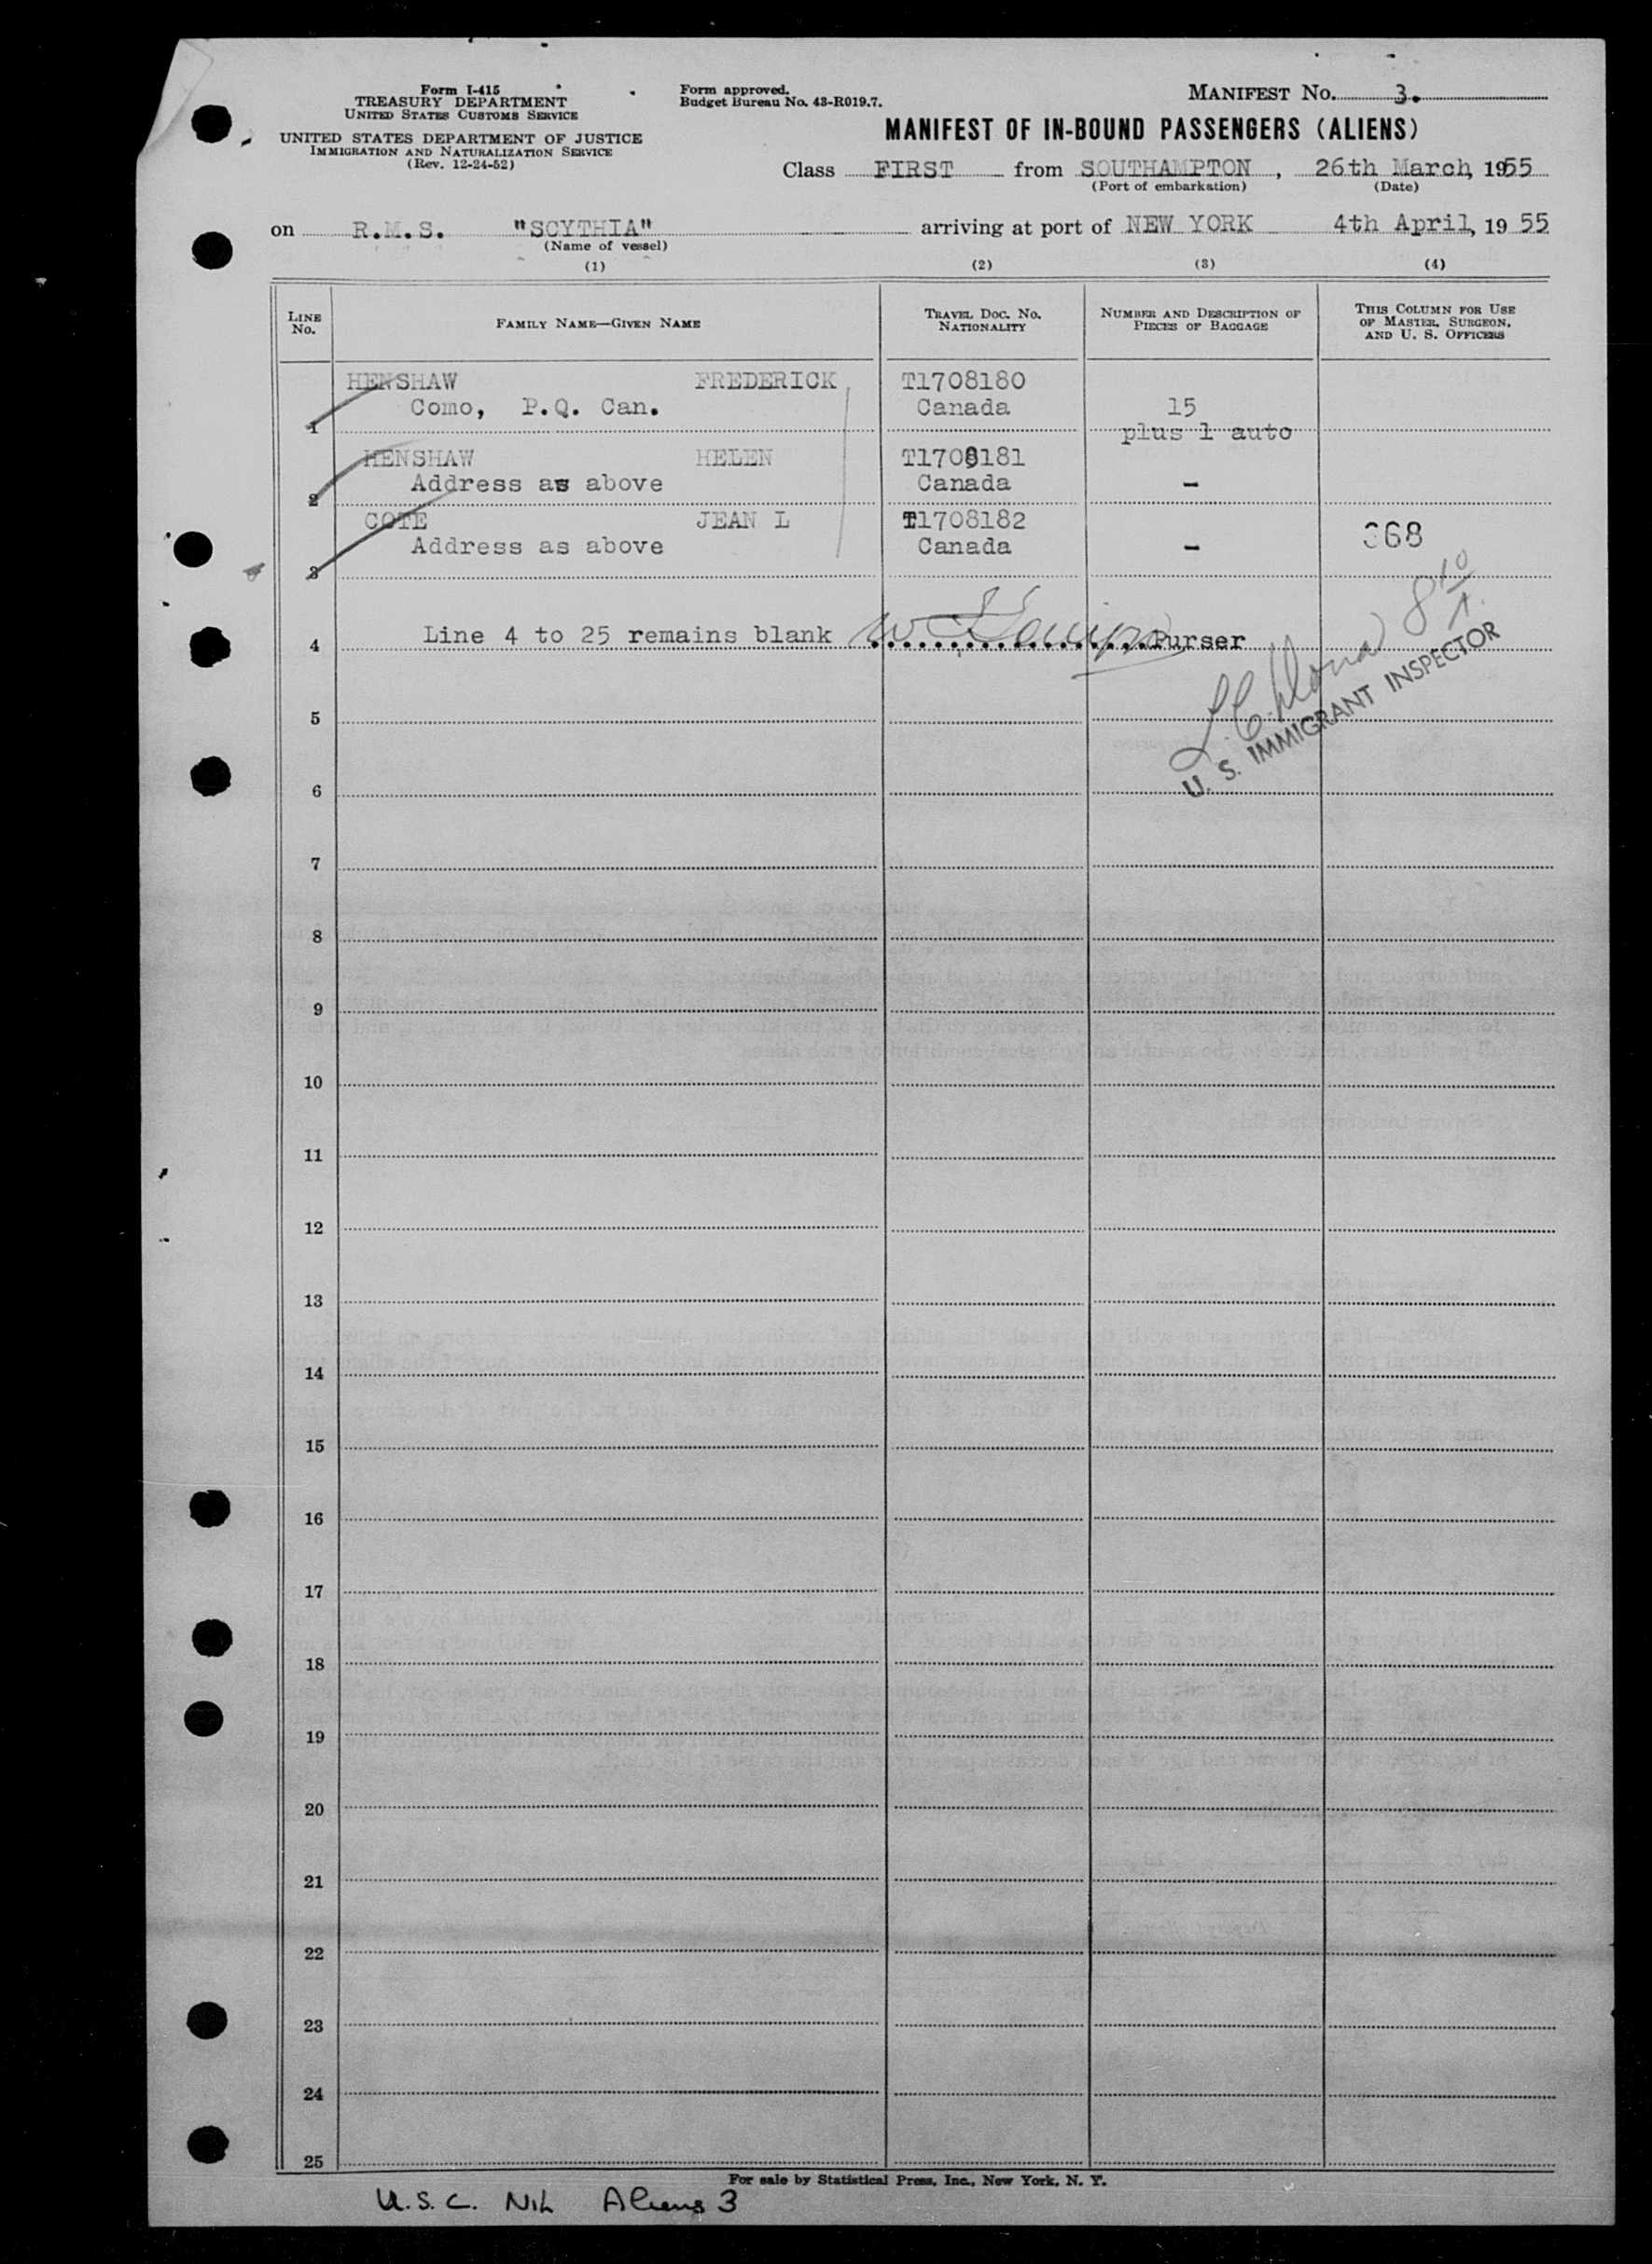 Form I-415
TREASURY DEPARTMENT
UNITED STATES CUSTOMS SERVICE
UNITED STATES DEPARTMENT OF JUSTICE
IMMIGRATION AND NATURALIZATION SERVICE
(Rev. 12-24-52)
Form approved.
Budget Bureau No. 43-R019.7.
MANIFEST No. 3.
MANIFEST OF IN-BOUND PASSENGERS (ALIENS)
Class FIRST from SOUTHAMPTON, 26th March, 1955
(Port of embarkation) (Date)
on R.M.S. "SCYTHIA" arriving at port of NEW YORK 4th April, 19 55
(Name of vessel)
(1) (2) (3) (4)
LINE No. FAMILY NAME—GIVEN NAME TRAVEL DOC. No. NATIONALITY NUMBER AND DESCRIPTION OF PIECES OF BAGGAGE THIS COLUMN FOR USE OF MASTER, SURGEON, AND U. S. OFFICERS
HENSHAW FREDERICK T1708180
Como, P.Q. Can. Canada 15
1 plus 1 auto
HENSHAW HELEN T1708181
Address as above Canada -
2
COTE JEAN L T1708182
Address as above Canada - 368
3
4 Line 4 to 25 remains blank Purser
U. S. IMMIGRANT INSPECTOR
5
6
7
8
9
10
11
12
13
14
15
16
17
18
19
20
21
22
23
24
25
For sale by Statistical Press, Inc., New York, N. Y.
U.S.C. NIL Aliens 3